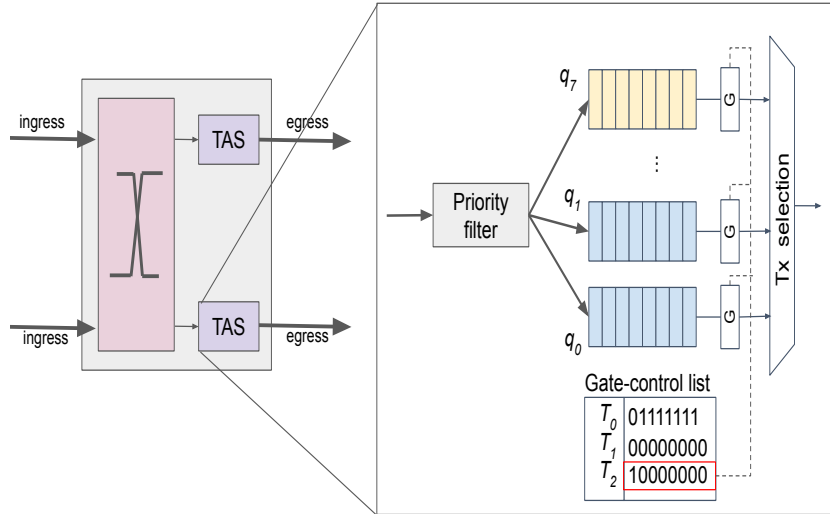 ingress
TAS
egress
ingress
TAS
egress
Priority
filter
q7
G
⋮
q1
G
q0
G
Tx selection
Gate-control list
T0 01111111
T1 00000000
T2 10000000